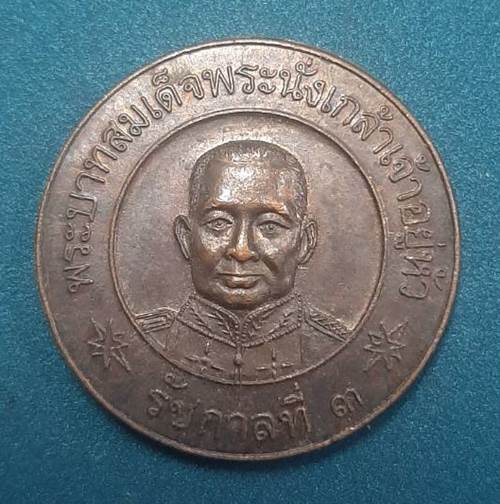 พระบาทสมเด็จพระนั่งเกล้าเจ้าอยู่หัว
รัชกาลที่ ๓